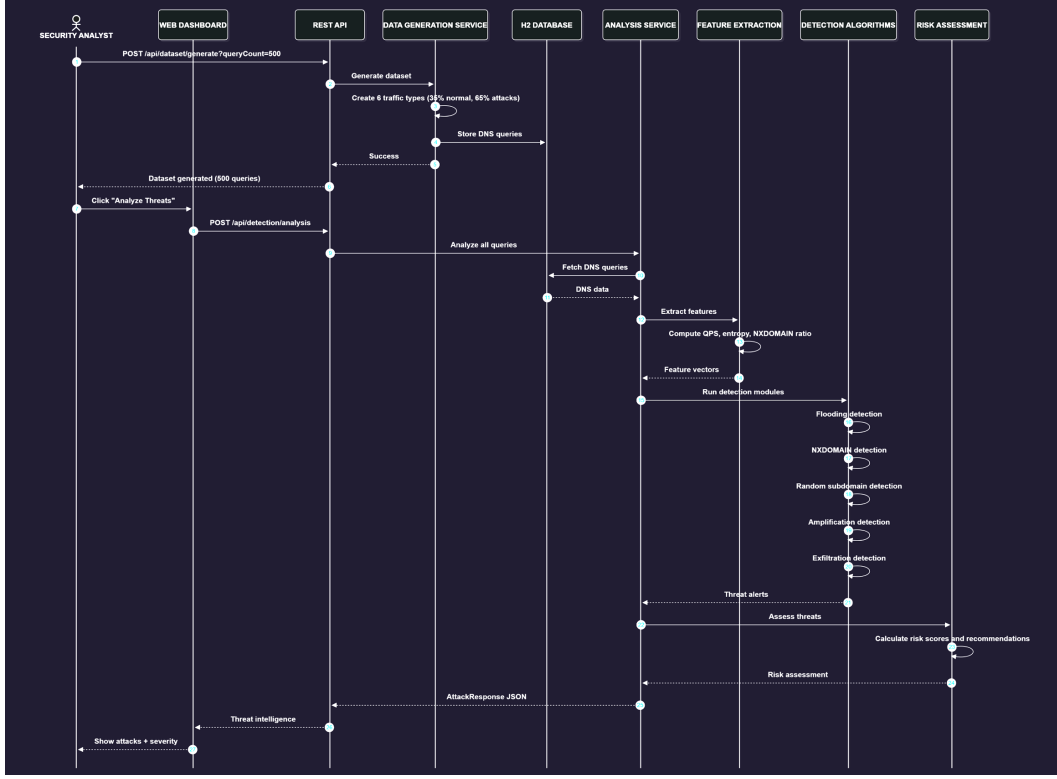 WEB DASHBOARD
REST API
DATA GENERATION SERVICE
H2 DATABASE
ANALYSIS SERVICE
FEATURE EXTRACTION
DETECTION ALGORITHMS
RISK ASSESSMENT
SECURITY ANALYST
POST /api/dataset/generate?queryCount=500
Generate dataset
Create 6 traffic types (35% normal, 65% attacks)
Store DNS queries
Success
Dataset generated (500 queries)
Click "Analyze Threats"
POST /api/detection/analysis
Analyze all queries
Fetch DNS queries
DNS data
Extract features
Compute QPS, entropy, NXDOMAIN ratio
Feature vectors
Run detection modules
Flooding detection
NXDOMAIN detection
Random subdomain detection
Amplification detection
Exfiltration detection
Threat alerts
Assess threats
Calculate risk scores and recommendations
Risk assessment
AttackResponse JSON
Threat intelligence
Show attacks + severity